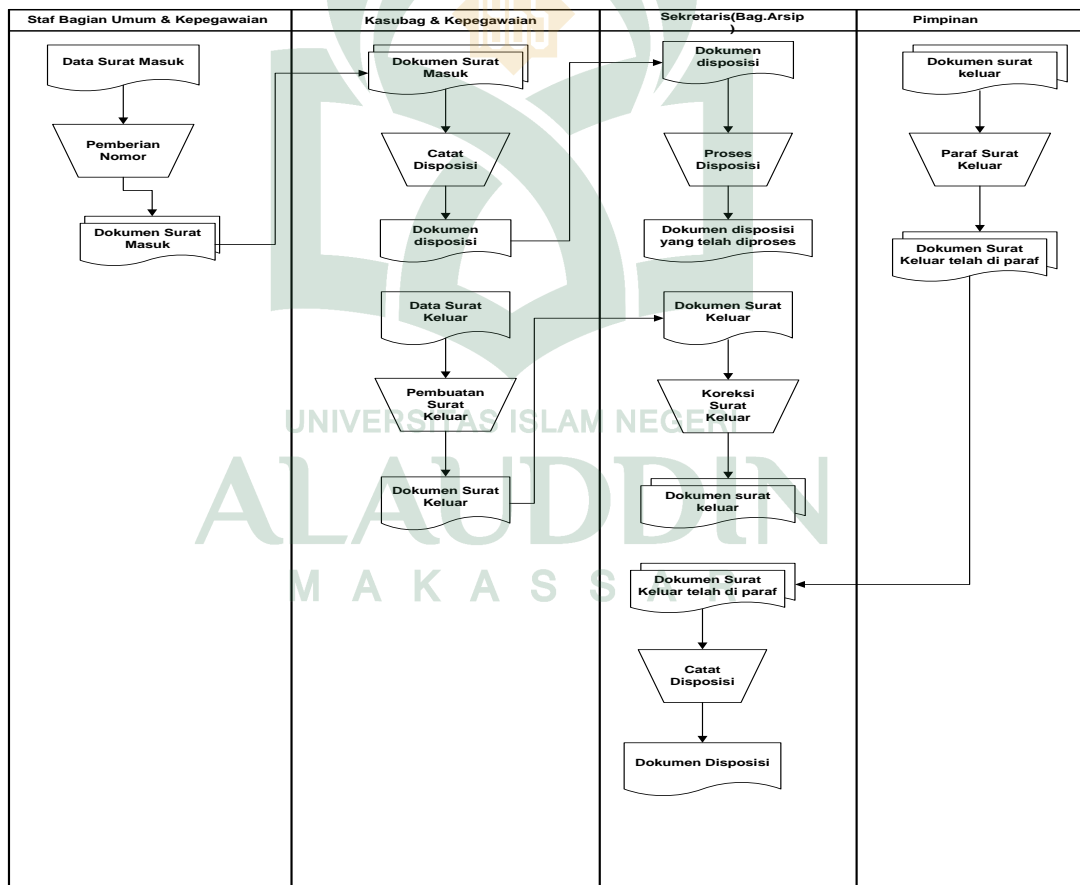 Staf Bagian Umum & Kepegawaian
Kasubag & Kepegawaian
Sekretaris(Bag.Arsip
)
Pimpinan
Data Surat Masuk
Pemberian
Nomor
Dokumen Surat
Masuk
Dokumen Surat
Masuk
Catat
Disposisi
Dokumen
disposisi
Data Surat
Keluar
Pembuatan
Surat
Keluar
Dokumen Surat
Keluar
Dokumen
disposisi
Proses
Disposisi
Dokumen disposisi
yang telah diproses
Dokumen Surat
Keluar
Koreksi
Surat
Keluar
Dokumen surat
keluar
Dokumen Surat
Keluar telah di paraf
Catat
Disposisi
Dokumen Disposisi
Dokumen surat
keluar
Paraf Surat
Keluar
Dokumen Surat
Keluar telah di paraf
UNIVERSITAS ISLAM NEGERI
ALAUDDIN
MAKASSAR